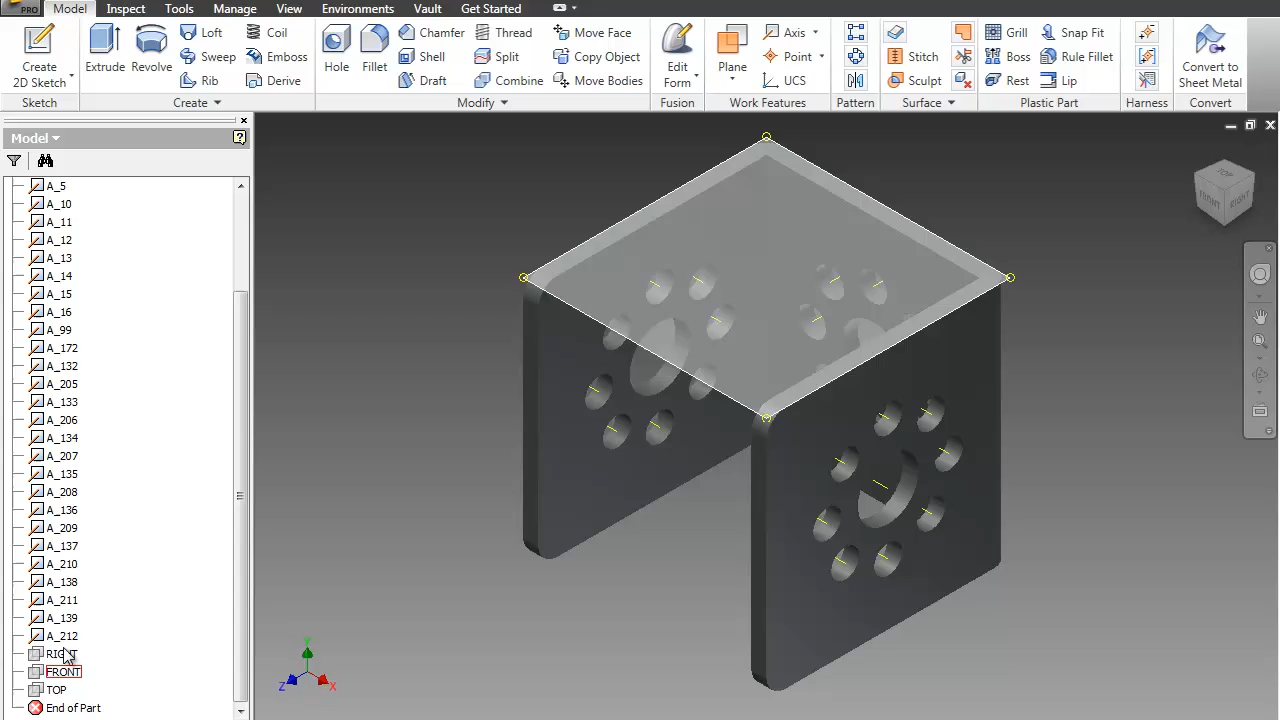 PRO
Model Inspect Tools Manage View Environments Vault Get Started
Create
2D Sketch
Extrude
Revolve
Loft
Sweep
Rib
Coil
Emboss
Derive
Hole
Fillet
Chamfer
Shell
Draft
Thread
Split
Combine
Move Face
Copy Object
Move Bodies
Edit
Form
Plane
Axis
Point
UCS
Stitch
Sculpt
Grill
Boss
Rest
Snap Fit
Rule Fillet
Lip
Convert to
Sheet Metal
Sketch Create Modify Fusion Work Features Pattern Surface Plastic Part Harness Convert
Model
A_5
A_10
A_11
A_12
A_13
A_14
A_15
A_16
A_99
A_172
A_132
A_205
A_133
A_206
A_134
A_207
A_135
A_208
A_136
A_209
A_137
A_210
A_138
A_211
A_139
A_212
RIGHT
FRONT
TOP
End of Part
TOP
FRONT
RIGHT
Y
Z
X